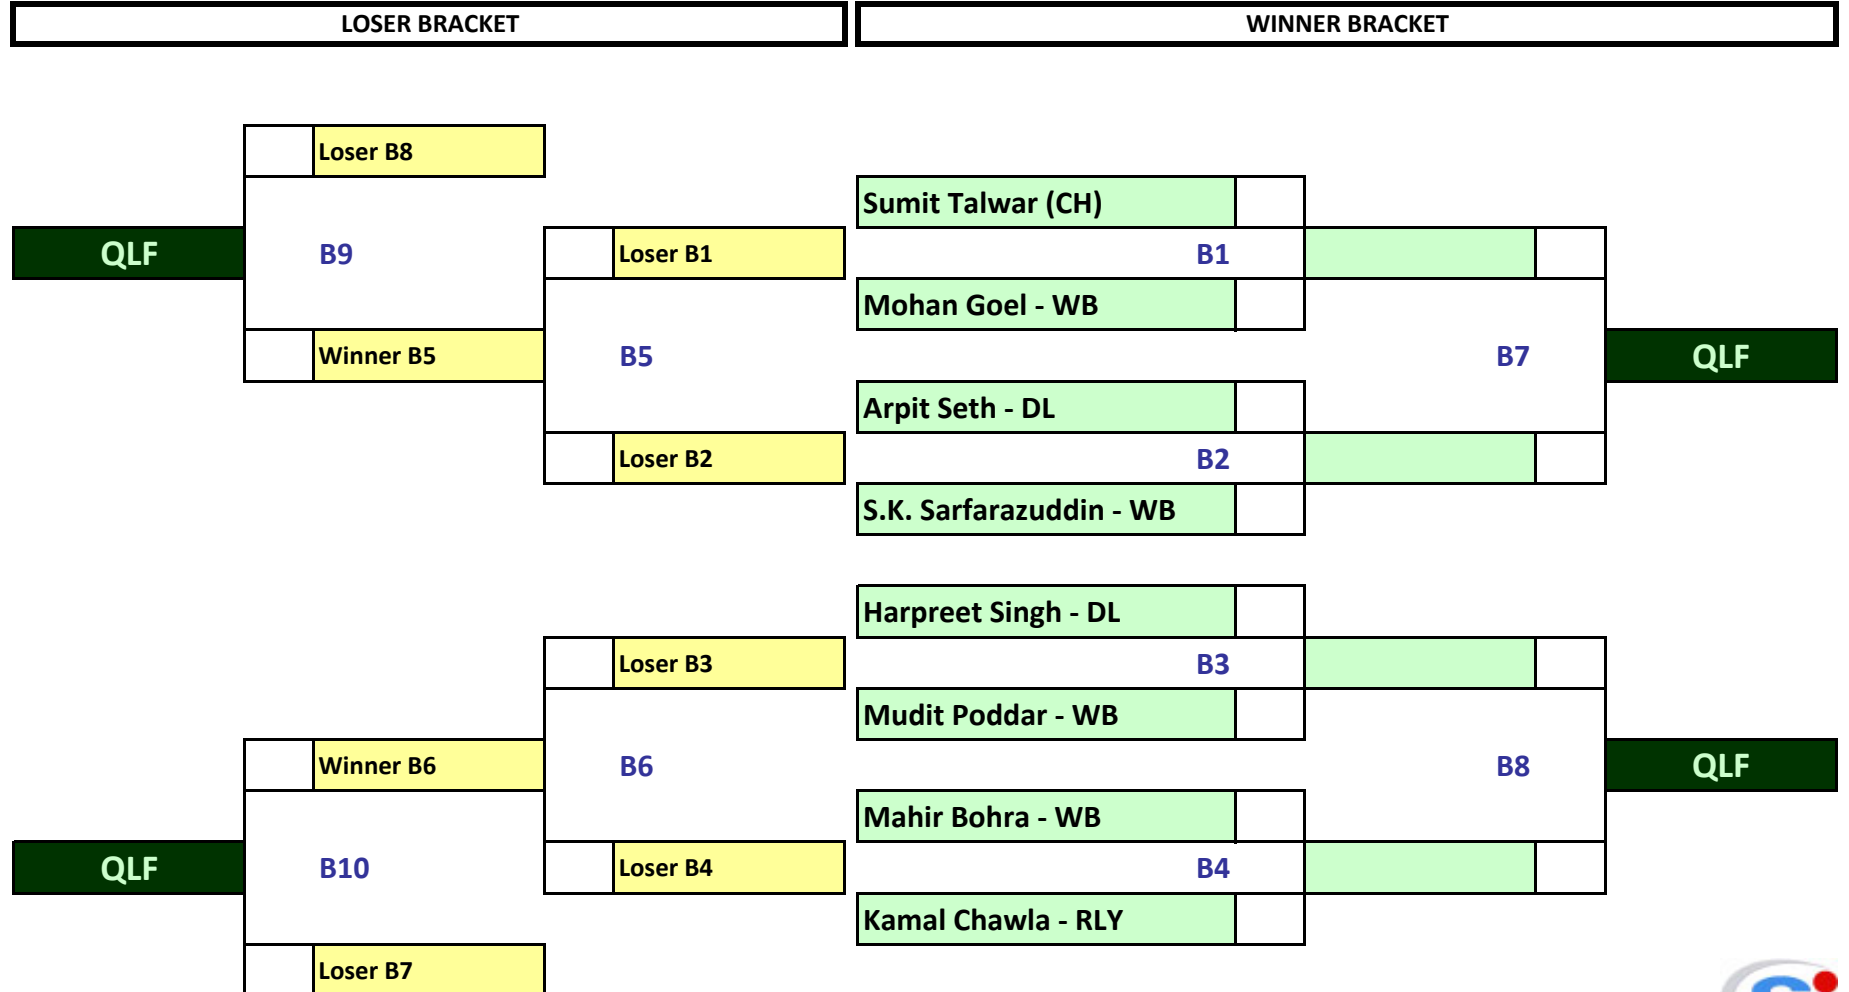 LOSER BRACKET
WINNER BRACKET
Loser B8
Sumit Talwar (CH)
QLF
B9
Loser B1
B1
Mohan Goel - WB
Winner B5
B5
B7
QLF
Arpit Seth - DL
Loser B2
B2
S.K. Sarfarazuddin - WB
Harpreet Singh - DL
Loser B3
B3
Mudit Poddar - WB
Winner B6
B6
B8
QLF
Mahir Bohra - WB
QLF
B10
Loser B4
B4
Kamal Chawla - RLY
Loser B7